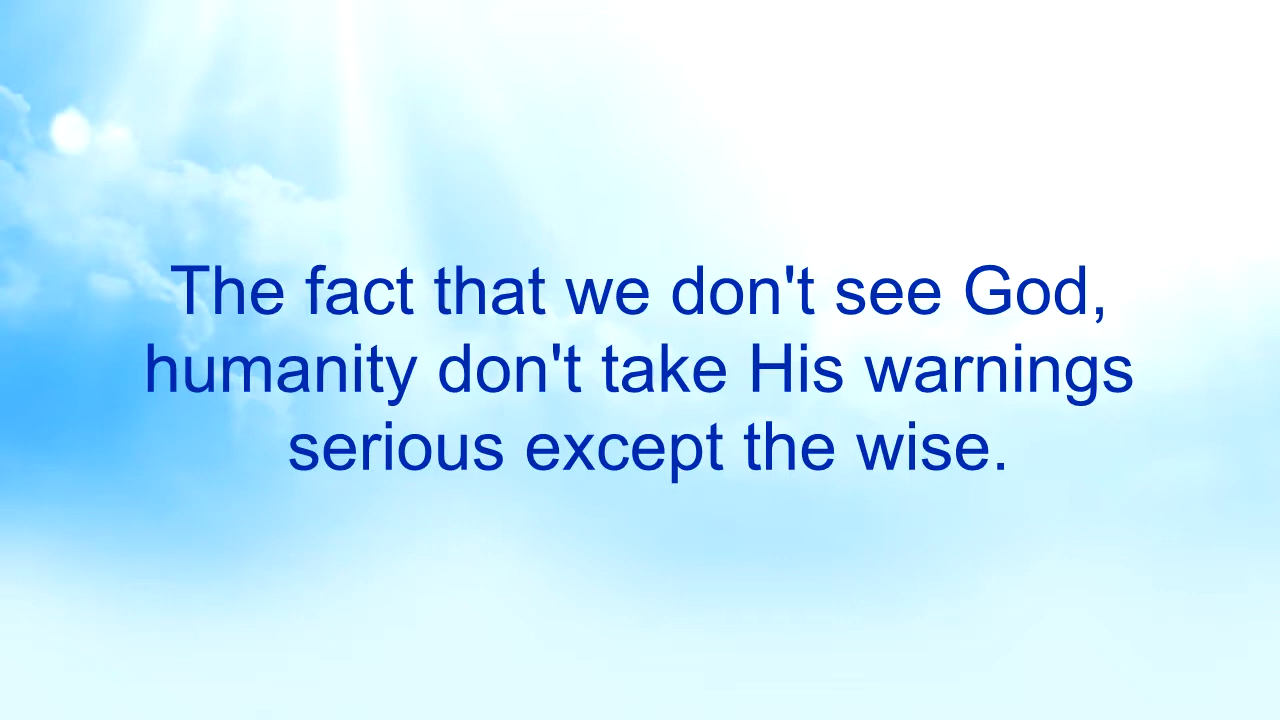 The fact that we don't see God,
humanity don't take His warnings
serious except the wise.